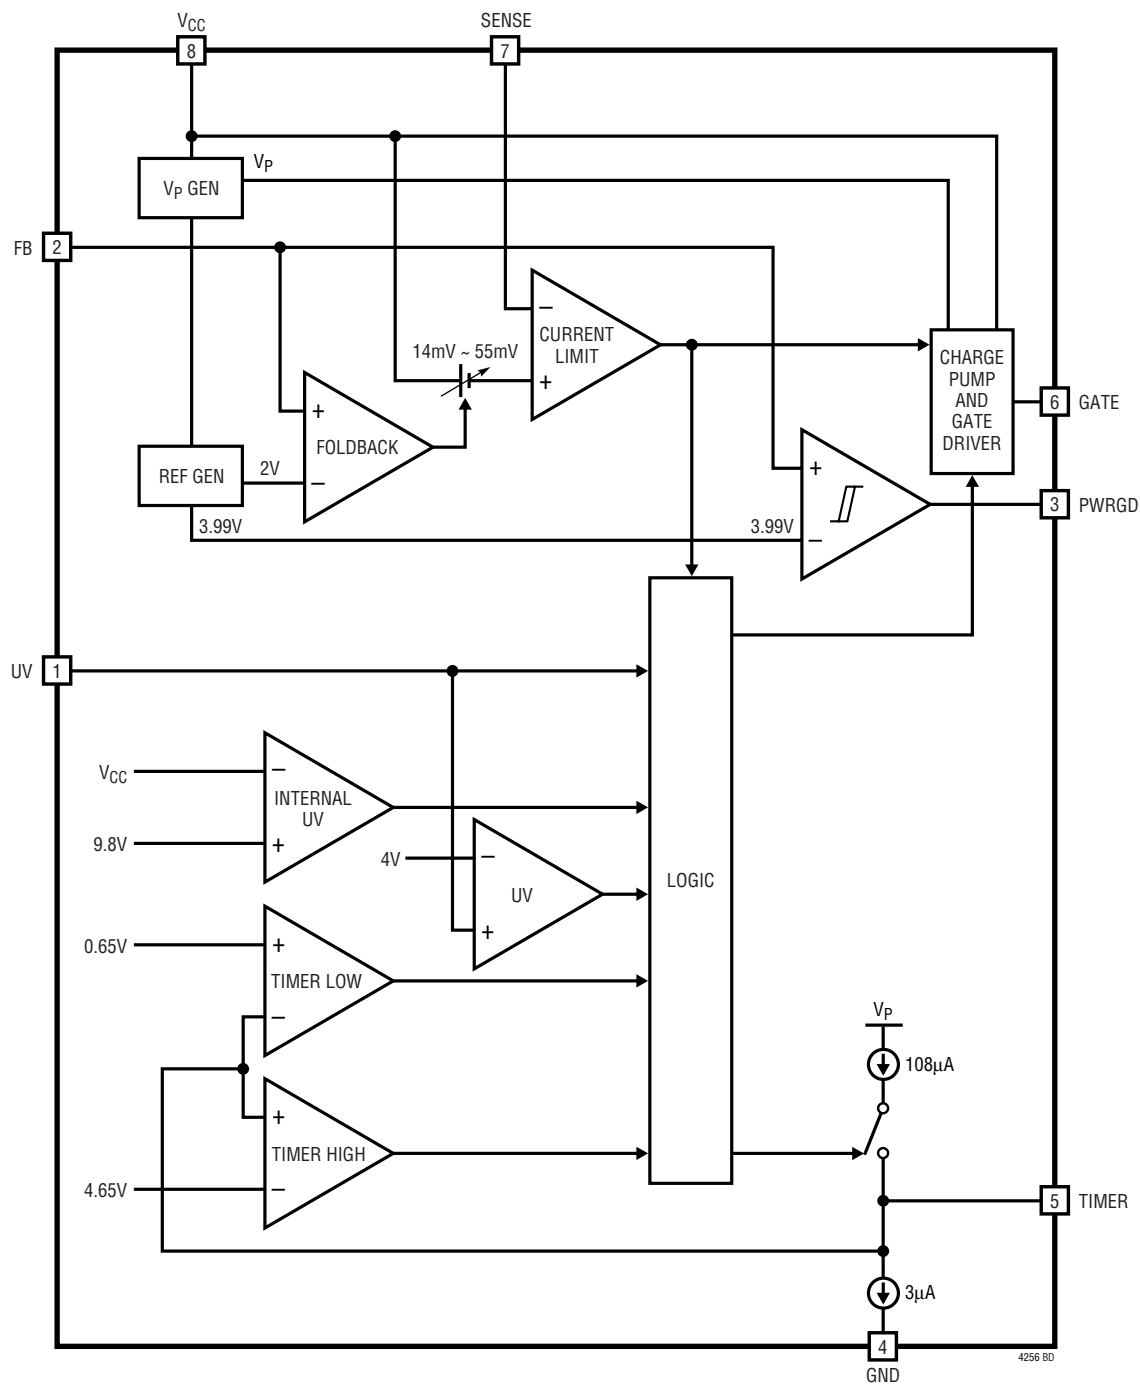 VCC
SENSE
8
7
VP
VP GEN
FB
2
CURRENT
LIMIT
14mV ~ 55mV
−
+
CHARGE
PUMP
AND
GATE
DRIVER
6
GATE
+
FOLDBACK
−
REF GEN
2V
3.99V
3.99V
+
−
3
PWRGD
UV
1
VCC
−
INTERNAL
UV
9.8V
+
4V
−
UV
+
LOGIC
0.65V
+
TIMER LOW
−
+
TIMER HIGH
4.65V
−
VP
108µA
5
TIMER
3µA
4
GND
4256 BD